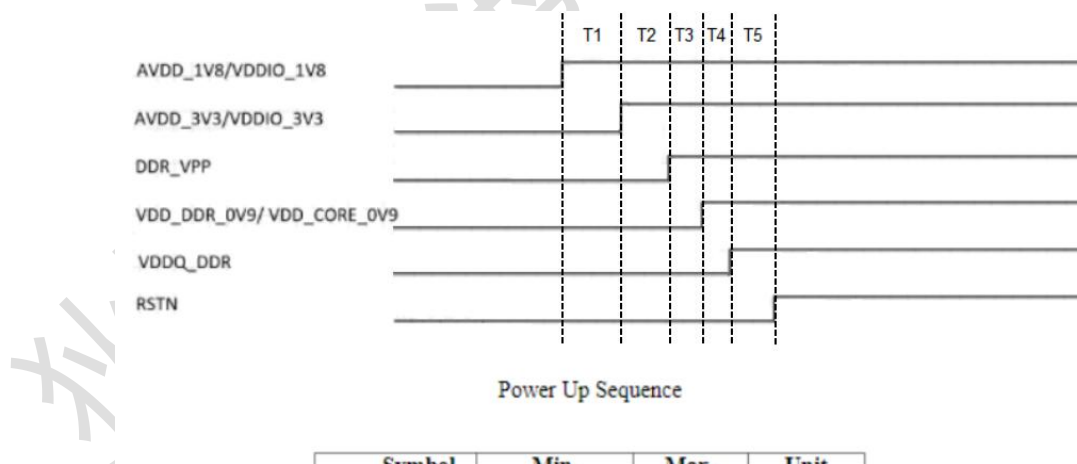 T1 T2 T3 T4 T5
AVDD_1V8/VDDIO_1V8
AVDD_3V3/VDDIO_3V3
DDR_VPP
VDD_DDR_0V9/ VDD_CORE_0V9
VDDQ_DDR
RSTN
Power Up Sequence
Symbol Min Max Unit